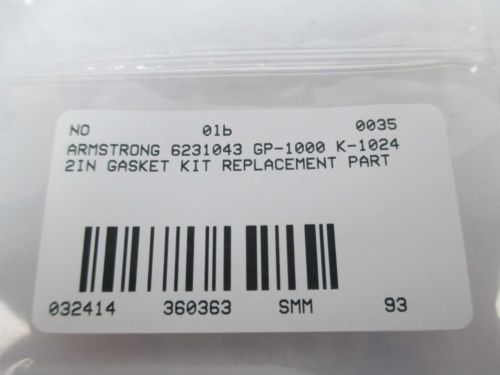 NO 01b 0035
ARMSTRONG 6231043 GP-1000 K-1024
2IN GASKET KIT REPLACEMENT PART
032414 360363 SMM 93